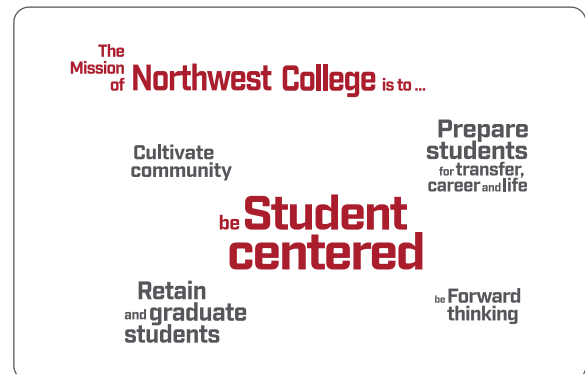 The
Mission
of Northwest College is to ...
Cultivate
community
Prepare
students
for transfer,
career and life
be Student
centered
Retain
and graduate
students
be Forward
thinking